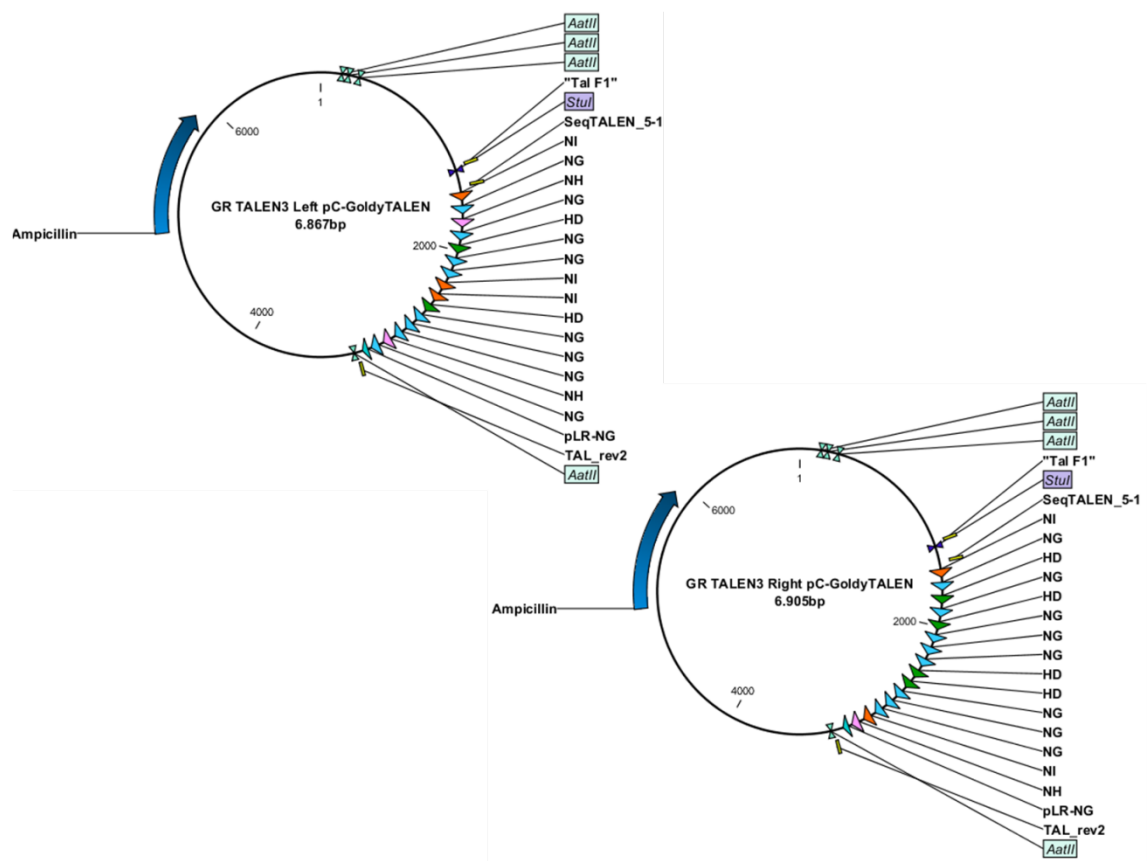 AatII
AatII
AatII
"Tal F1"
StuI
SeqTALEN_5-1
NI
NG
NH
NG
HD
NG
NG
NI
NI
HD
NG
NG
NG
NH
NG
pLR-NG
TAL_rev2
AatII
1
6000
GR TALEN3 Left pC-GoldyTALEN
6.867bp
Ampicillin
2000
4000
AatII
AatII
AatII
"Tal F1"
StuI
SeqTALEN_5-1
NI
NG
HD
NG
HD
NG
NG
NG
HD
HD
NG
NG
NG
NI
NH
pLR-NG
TAL_rev2
AatII
1
6000
GR TALEN3 Right pC-GoldyTALEN
6.905bp
Ampicillin
2000
4000